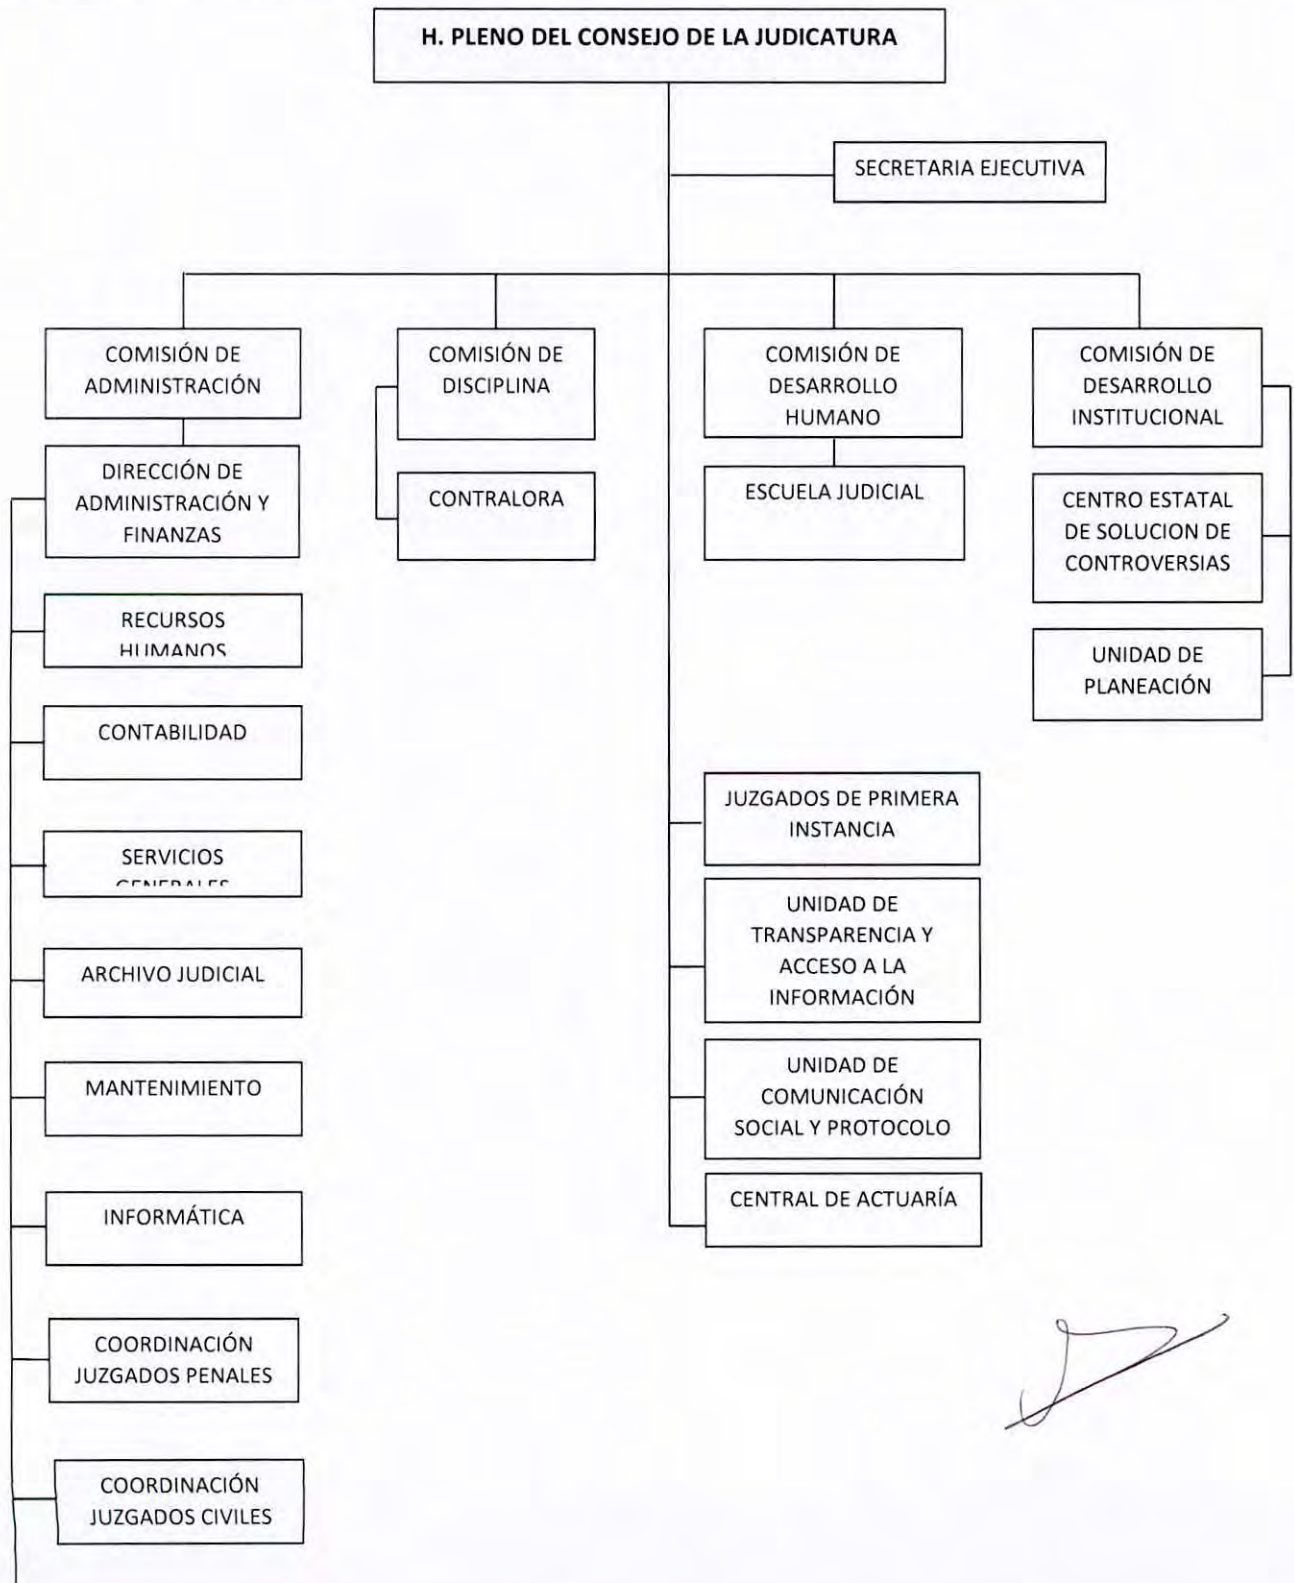 H. PLENO DEL CONSEJO DE LA JUDICATURA
SECRETARIA EJECUTIVA
COMISIÓN DE
ADMINISTRACIÓN
DIRECCIÓN DE
ADMINISTRACIÓN Y
FINANZAS
RECURSOS
HUMANOS
CONTABILIDAD
SERVICIOS
GENERALES
ARCHIVO JUDICIAL
MANTENIMIENTO
INFORMÁTICA
COORDINACIÓN
JUZGADOS PENALES
COORDINACIÓN
JUZGADOS CIVILES
COMISIÓN DE
DISCIPLINA
CONTRALORA
COMISIÓN DE
DESARROLLO
HUMANO
ESCUELA JUDICIAL
COMISIÓN DE
DESARROLLO
INSTITUCIONAL
CENTRO ESTATAL
DE SOLUCION DE
CONTROVERSIAS
UNIDAD DE
PLANEACIÓN
JUZGADOS DE PRIMERA
INSTANCIA
UNIDAD DE
TRANSPARENCIA Y
ACCESO A LA
INFORMACIÓN
UNIDAD DE
COMUNICACIÓN
SOCIAL Y PROTOCOLO
CENTRAL DE ACTUARÍA